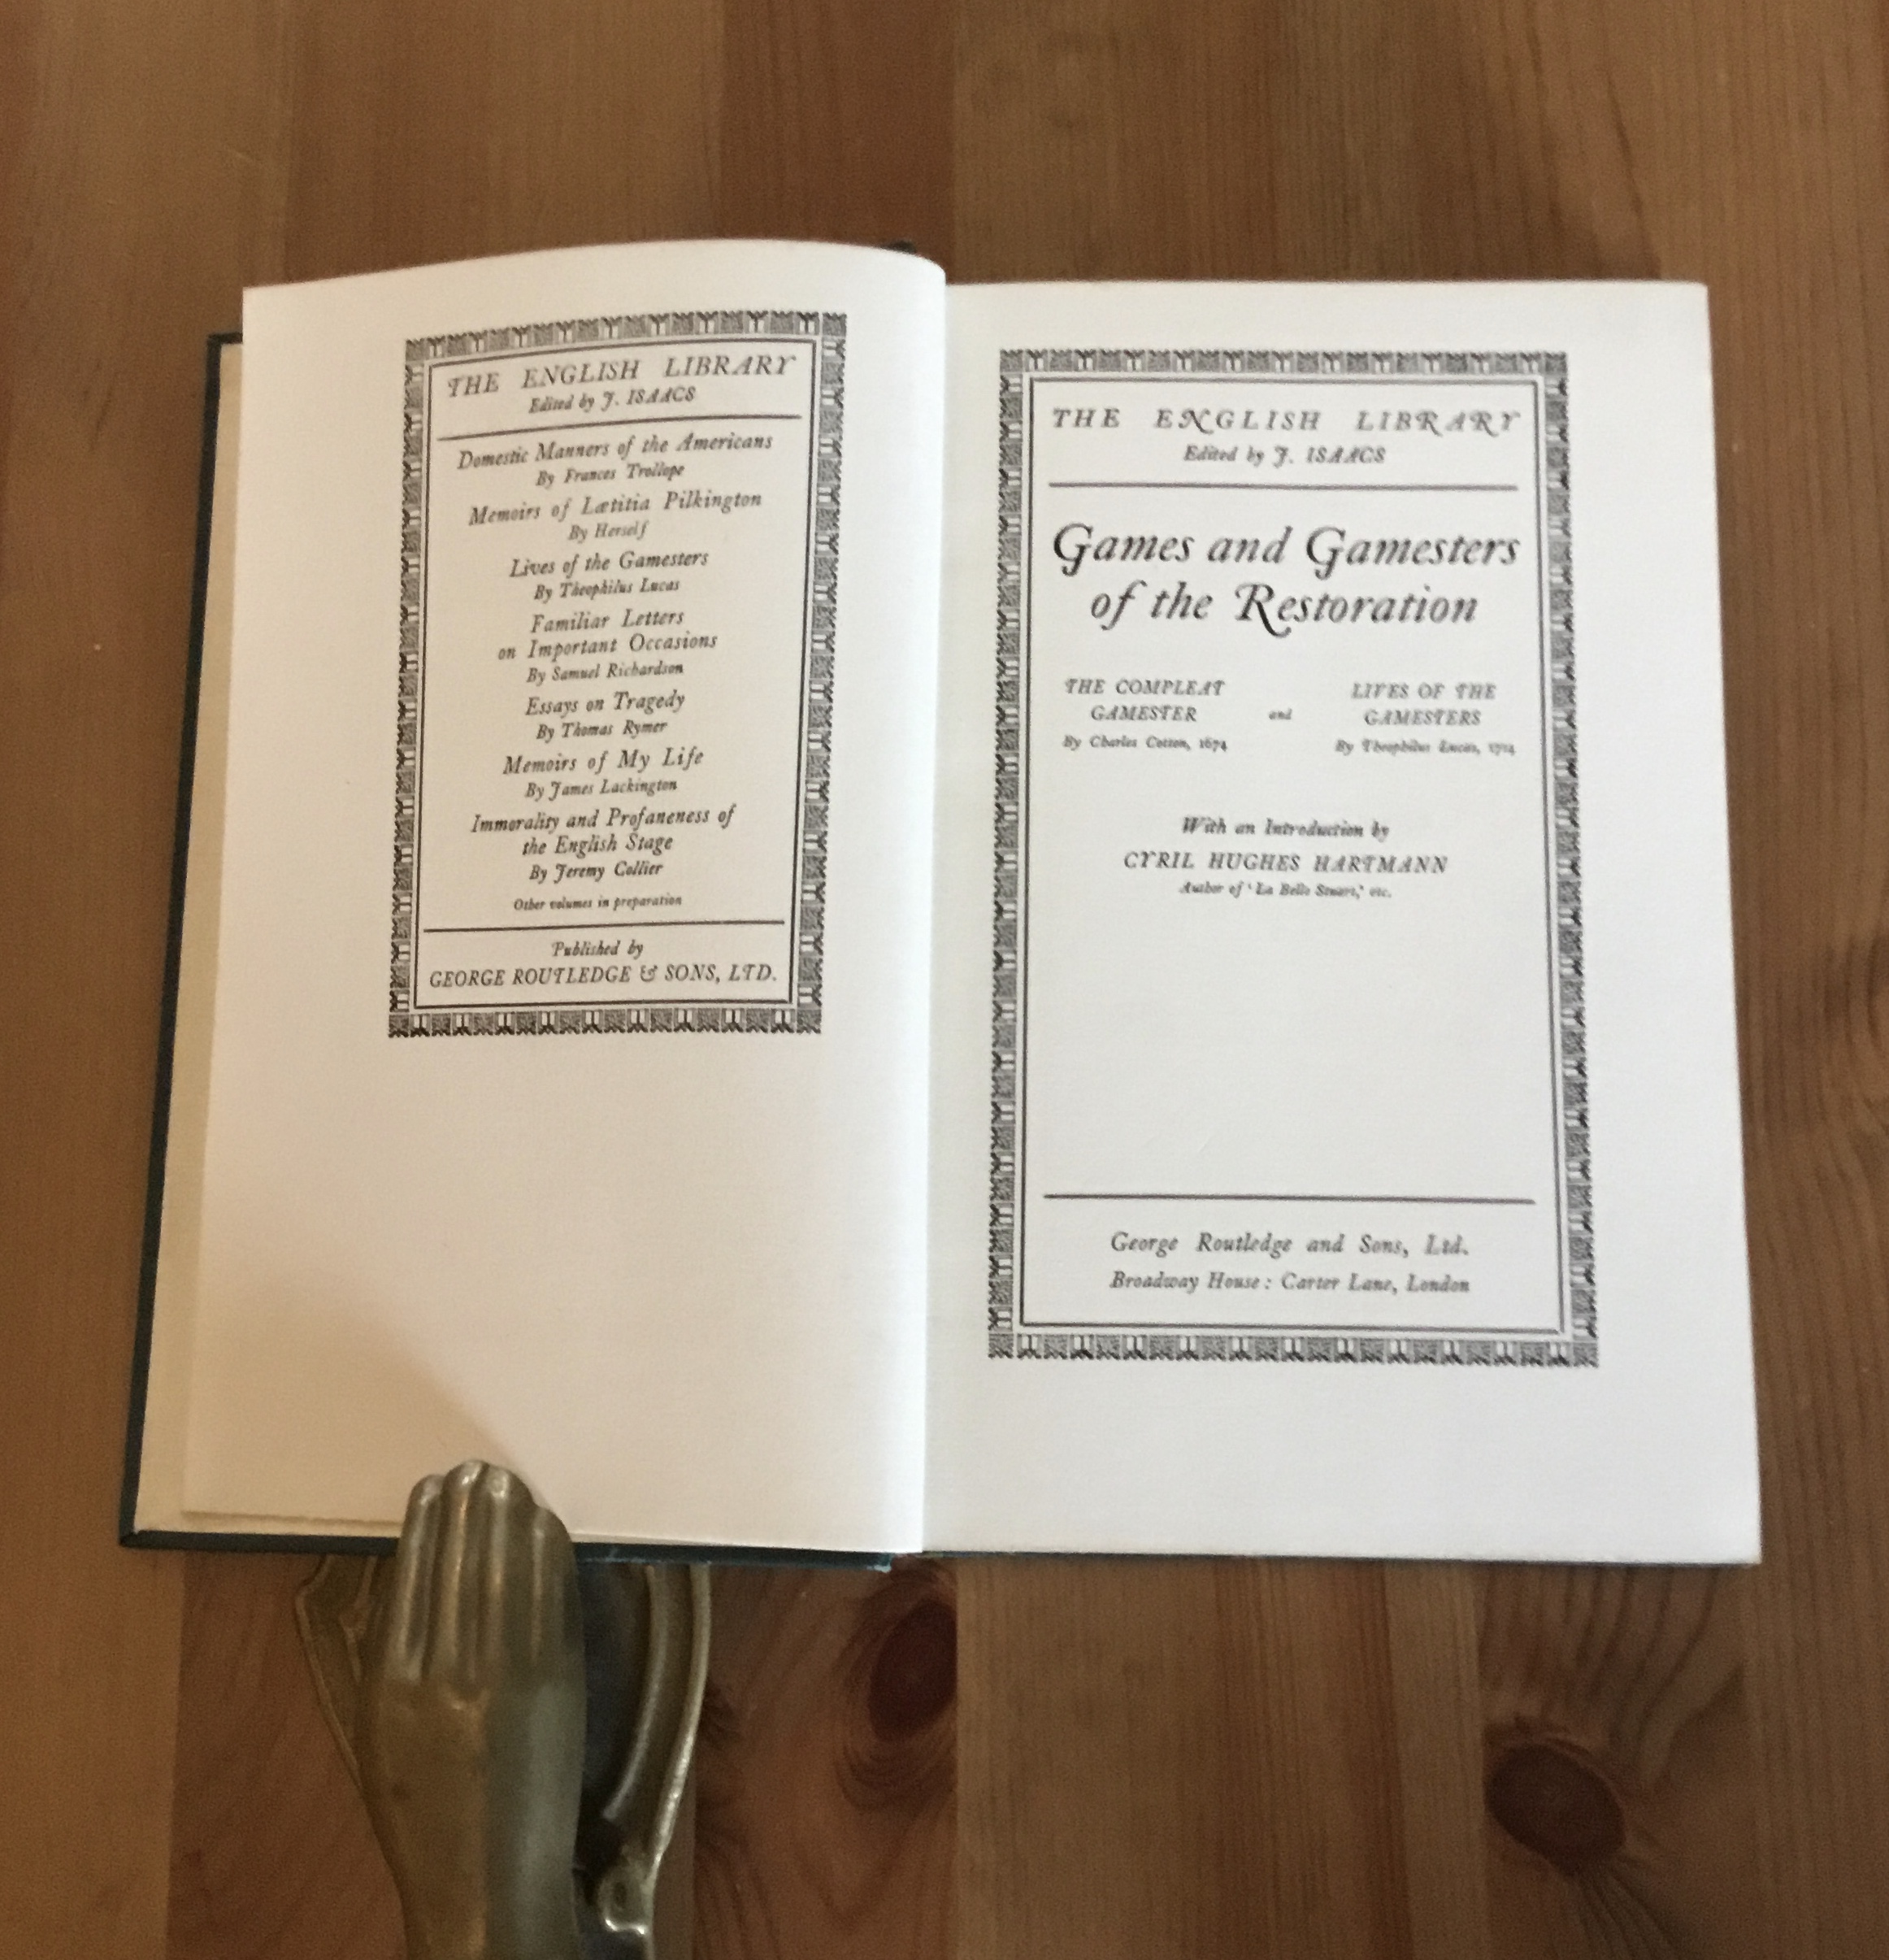 THE ENGLISH LIBRARY
Edited by J. ISAACS
Domestic Manners of the Americans
By Frances Trollope
Memoirs of Lætitia Pilkington
By Herself
Lives of the Gamesters
By Theophilus Lucas
Familiar Letters
on Important Occasions
By Samuel Richardson
Essays on Tragedy
By Thomas Rymer
Memoirs of My Life
By James Lackington
Immorality and Profaneness of
the English Stage
By Jeremy Collier
Other volumes in preparation
Published by
GEORGE ROUTLEDGE & SONS, LTD.
THE ENGLISH LIBRARY
Edited by J. ISAACS
Games and Gamesters
of the Restoration
THE COMPLEAT
GAMESTER
By Charles Cotton, 1674
and
LIVES OF THE
GAMESTERS
By Theophilus Lucas, 1714
With an Introduction by
CYRIL HUGHES HARTMANN
Author of 'La Belle Stuart,' etc.
George Routledge and Sons, Ltd.
Broadway House: Carter Lane, London